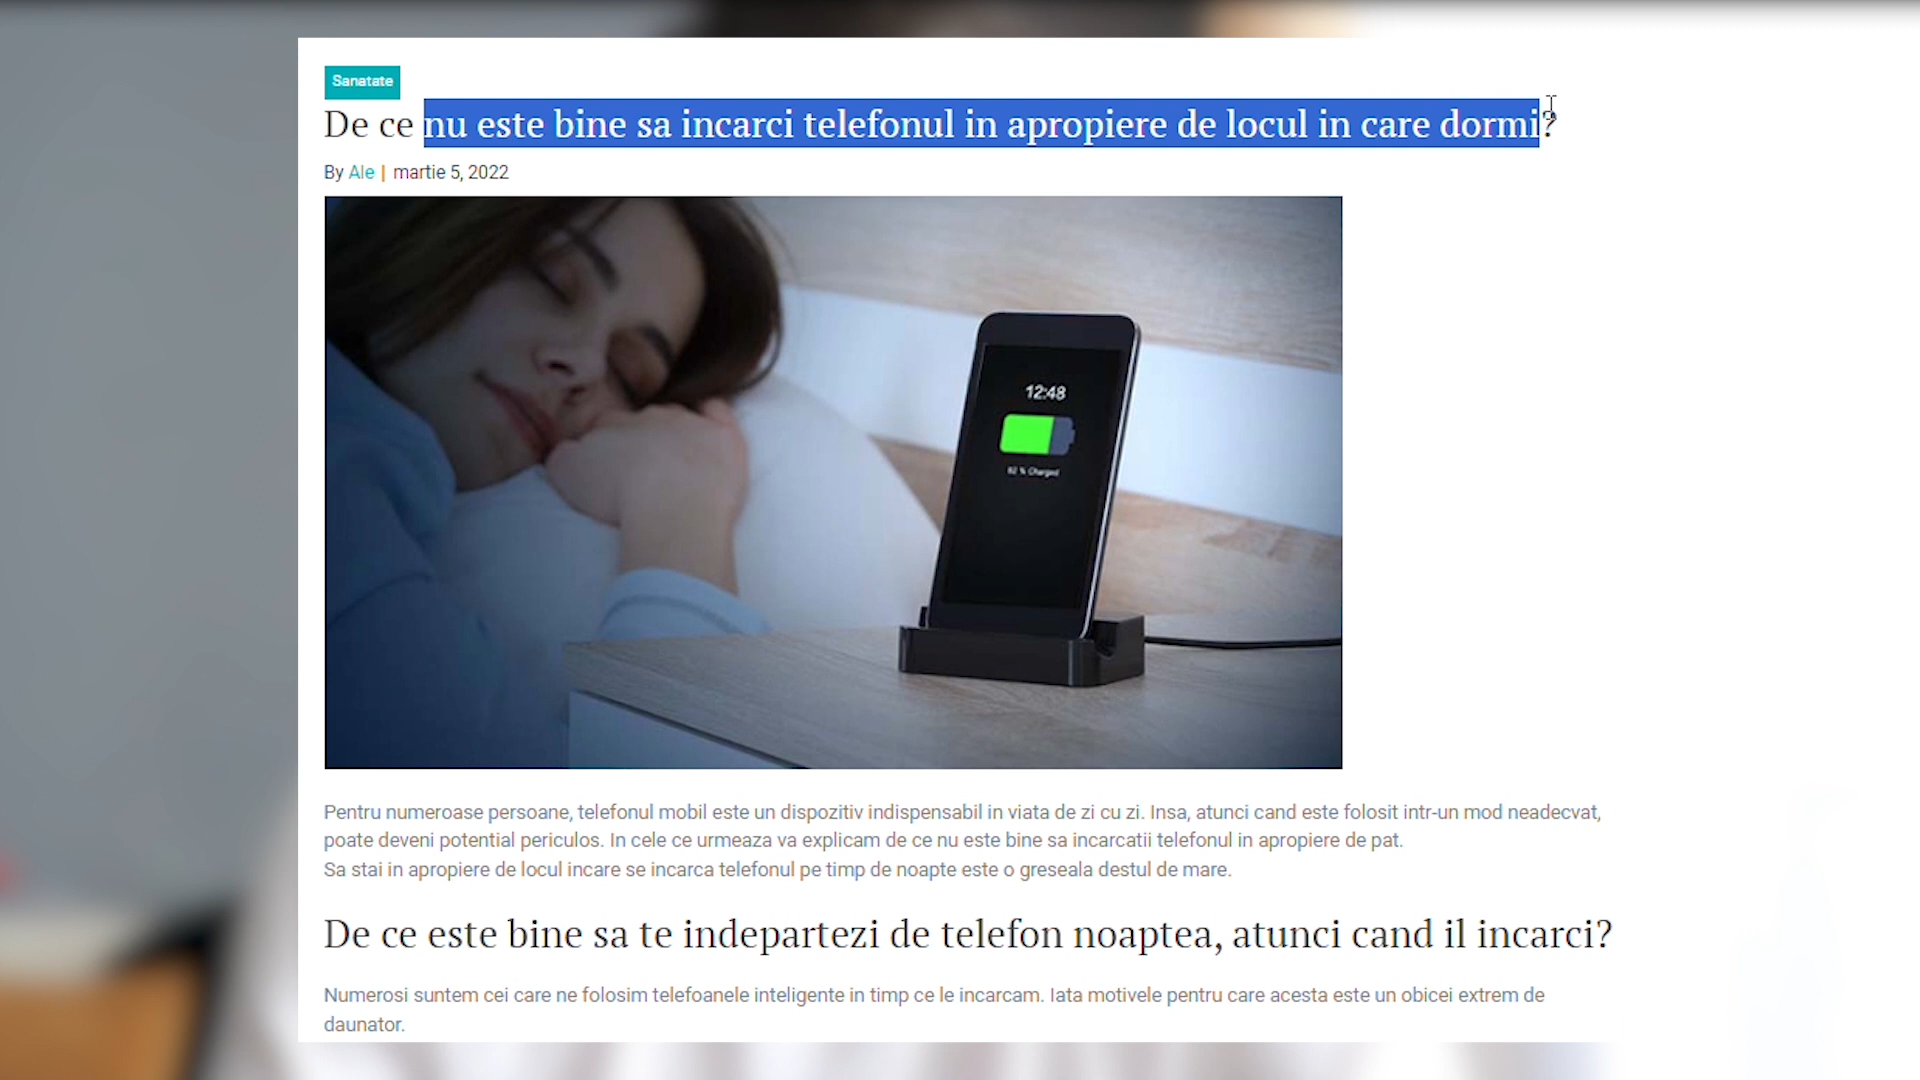 Sanatate
De ce nu este bine sa incarci telefonul in apropiere de locul in care dormi?
By Ale | martie 5, 2022
12:48
82 % Charged
Pentru numeroase persoane, telefonul mobil este un dispozitiv indispensabil in viata de zi cu zi. Insa, atunci cand este folosit intr-un mod neadecvat,
poate deveni potential periculos. In cele ce urmeaza va explicam de ce nu este bine sa incarcatii telefonul in apropiere de pat.
Sa stai in apropiere de locul incare se incarca telefonul pe timp de noapte este o greseala destul de mare.
De ce este bine sa te indepartezi de telefon noaptea, atunci cand il incarci?
Numerosi suntem cei care ne folosim telefoanele inteligente in timp ce le incarcam. Iata motivele pentru care acesta este un obicei extrem de
daunator.